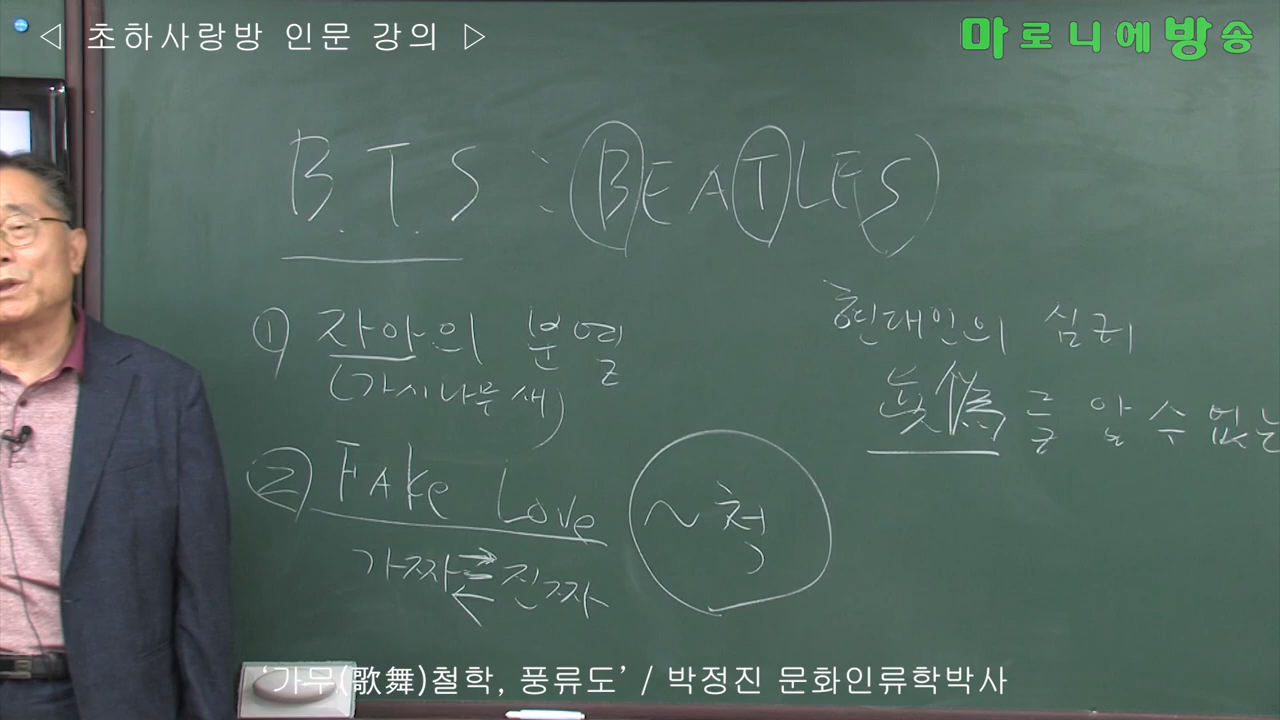 ◁ 초하사랑방 인문 강의 ▷
마로니에방송
B.T.S : BEATLES
① 자아의 분열
(가시나무새)
현대인의 심리
眞偽를 알 수 없는
② FAke Love
~척
가짜 ⇄ 진짜
'가무(歌舞)철학, 풍류도' / 박정진 문화인류학박사